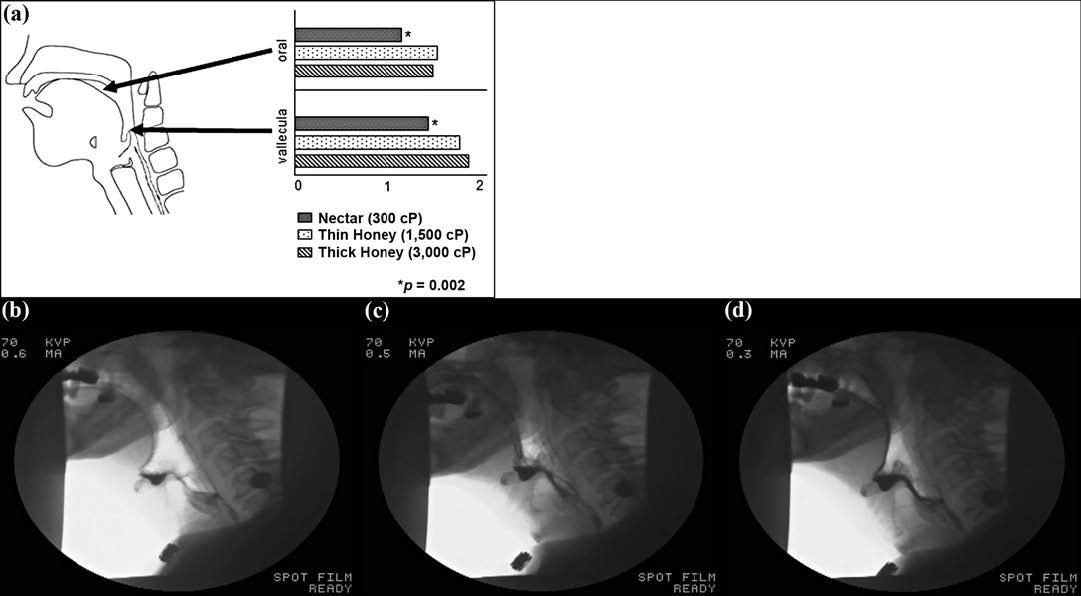 (a)
oral
*
vallecula
*
0 1 2
Nectar (300 cP)
Thin Honey (1,500 cP)
Thick Honey (3,000 cP)
*p = 0.002
(b)
70 KVP
0.6 MA
SPOT FILM
READY
(c)
70 KVP
0.5 MA
SPOT FILM
READY
(d)
70 KVP
0.3 MA
SPOT FILM
READY